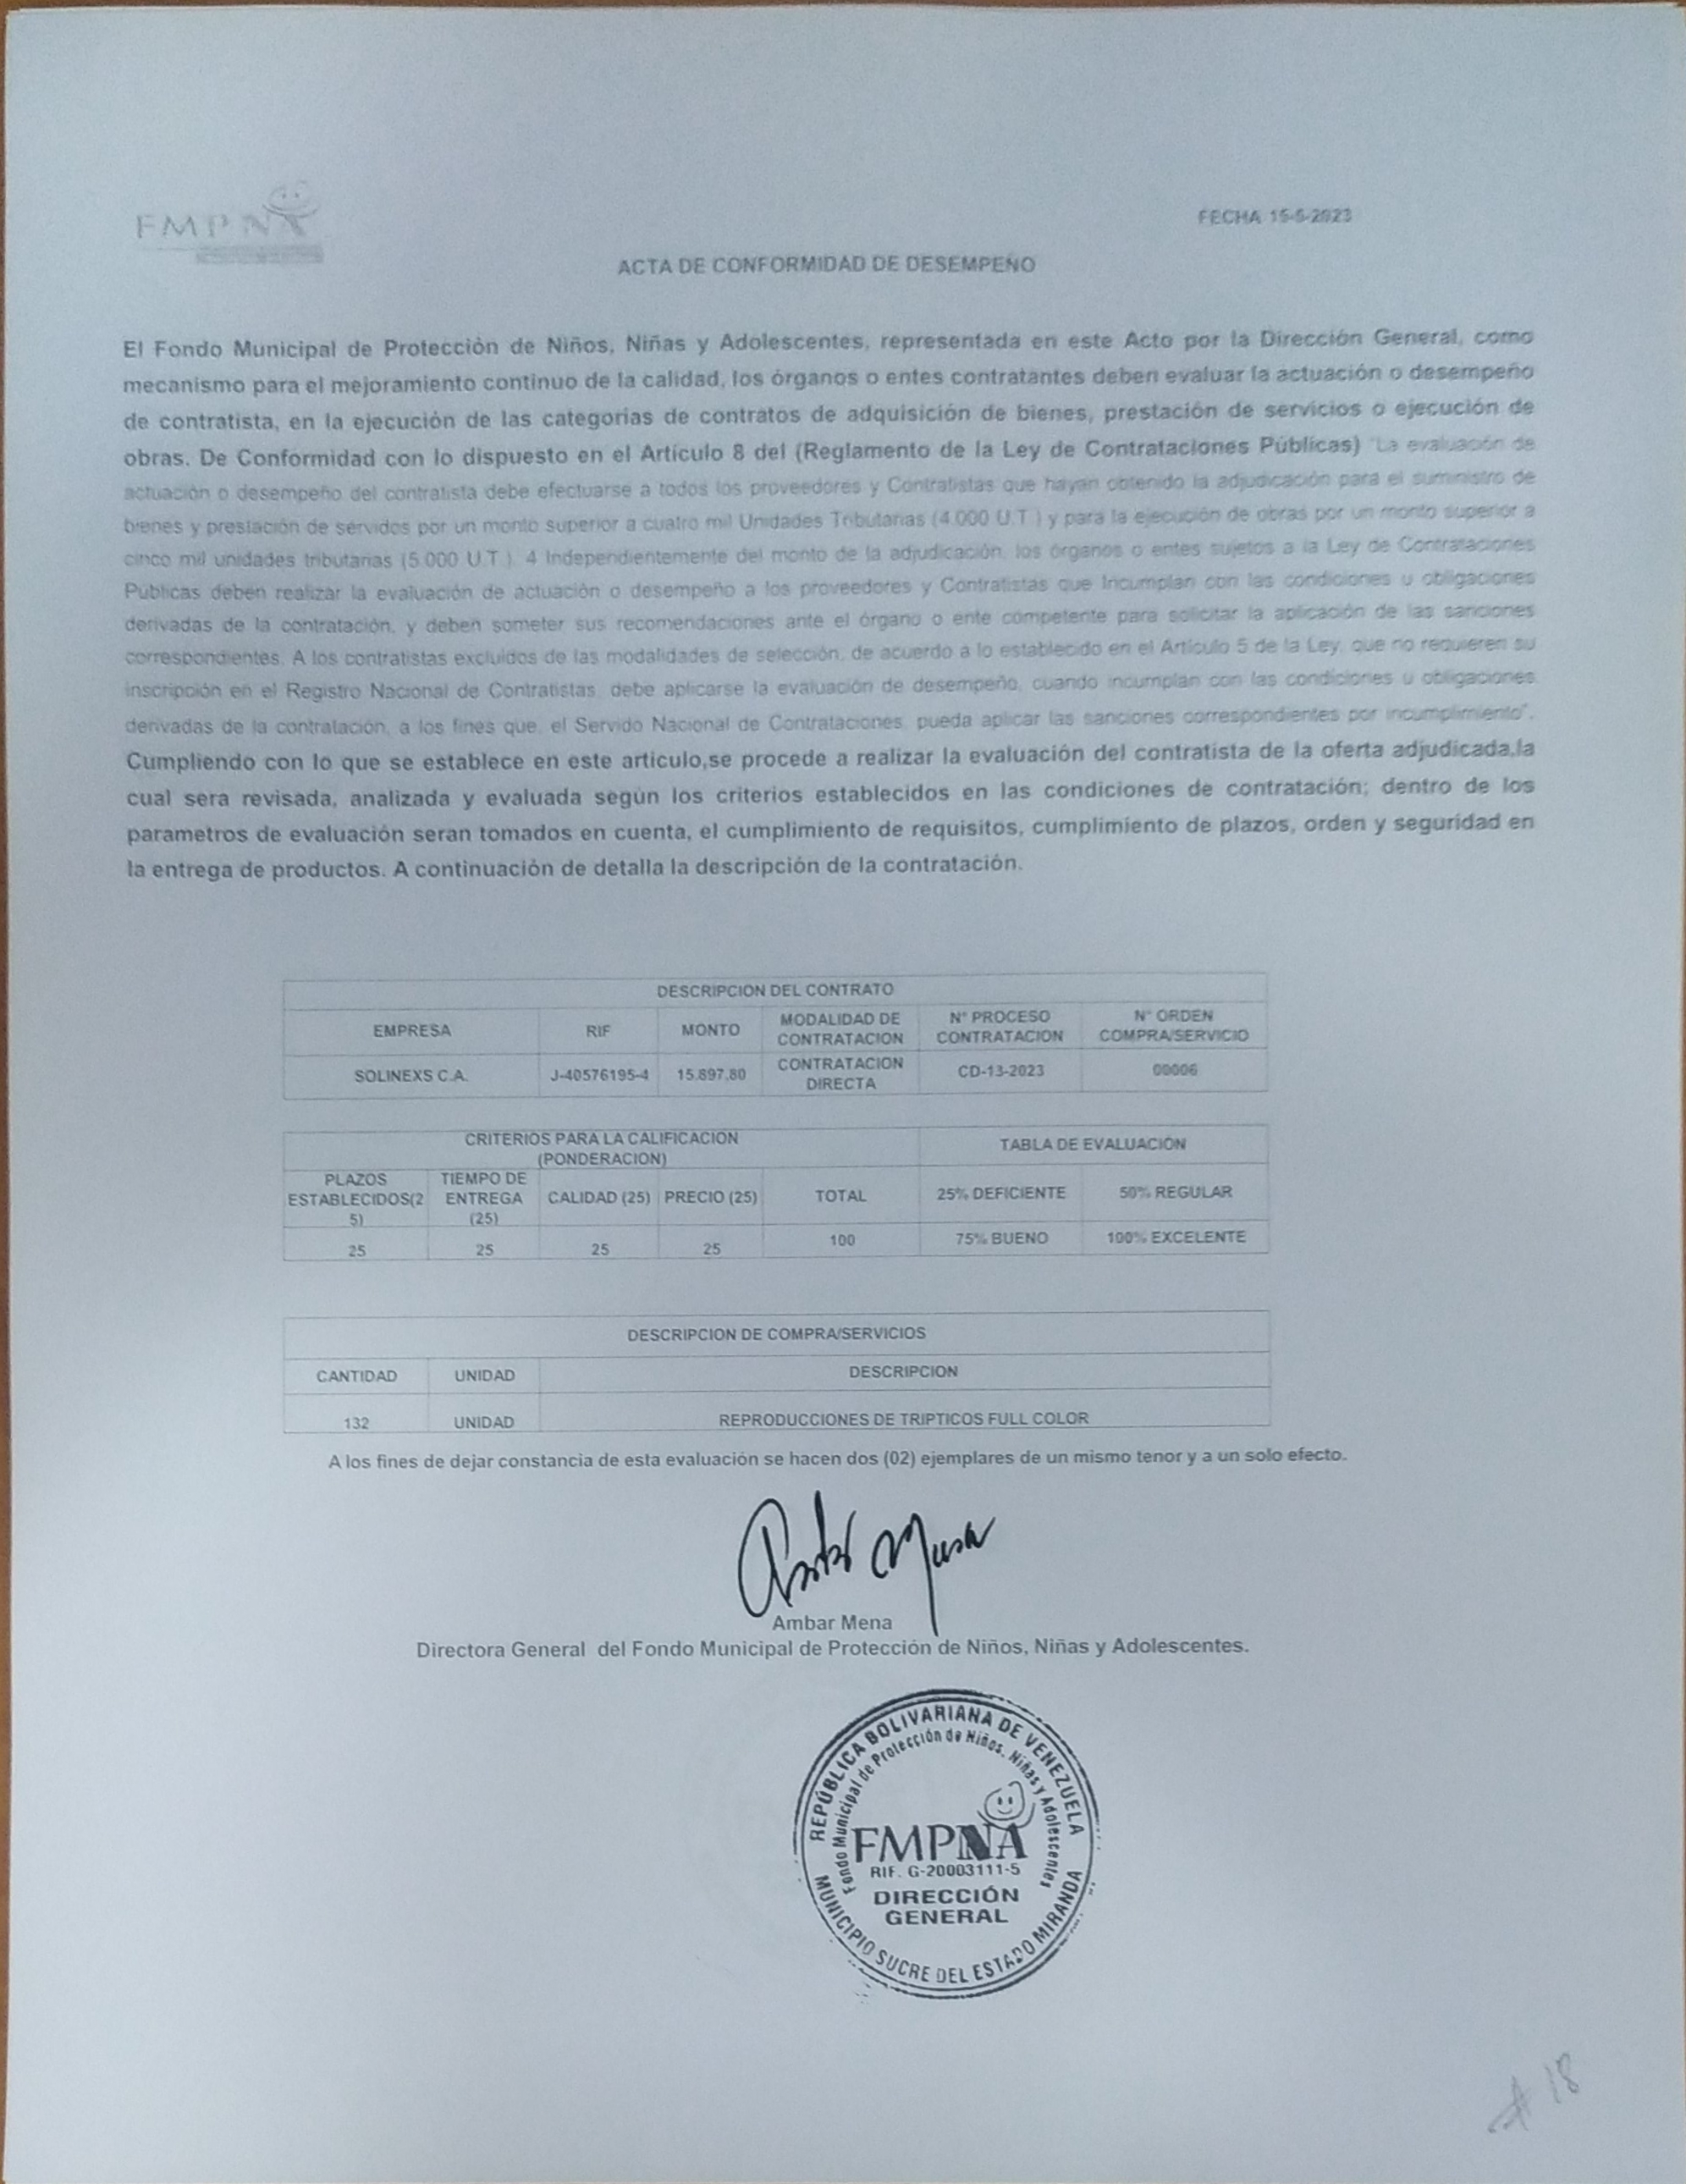 FMPNA
FECHA 15-5-2023
ACTA DE CONFORMIDAD DE DESEMPEÑO
El Fondo Municipal de Protección de Niños, Niñas y Adolescentes, representada en este Acto por la Dirección General, como
mecanismo para el mejoramiento continuo de la calidad, los órganos o entes contratantes deben evaluar la actuación o desempeño
de contratista, en la ejecución de las categorias de contratos de adquisición de bienes, prestación de servicios o ejecución de
obras. De Conformidad con lo dispuesto en el Artículo 8 del (Reglamento de la Ley de Contrataciones Públicas) "La evaluación de
actuación o desempeño del contratista debe efectuarse a todos los proveedores y Contratistas que hayan obtenido la adjudicación para el suministro de
bienes y prestación de servidos por un monto superior a cuatro mil Unidades Tributarias (4.000 U.T.) y para la ejecución de obras por un monto superior a
cinco mil unidades tributarias (5.000 U.T.). 4 Independientemente del monto de la adjudicación, los órganos o entes sujetos a la Ley de Contrataciones
Publicas deben realizar la evaluación de actuación o desempeño a los proveedores y Contratistas que Incumplan con las condiciones u obligaciones
derivadas de la contratación, y deben someter sus recomendaciones ante el órgano o ente competente para solicitar la aplicación de las sanciones
correspondientes. A los contratistas excluidos de las modalidades de selección, de acuerdo a lo establecido en el Artículo 5 de la Ley, que no requieren su
inscripción en el Registro Nacional de Contratistas, debe aplicarse la evaluación de desempeño, cuando incumplan con las condiciones u obligaciones
derivadas de la contratación, a los fines que, el Servido Nacional de Contrataciones, pueda aplicar las sanciones correspondientes por incumplimiento".
Cumpliendo con lo que se establece en este articulo,se procede a realizar la evaluación del contratista de la oferta adjudicada,la
cual sera revisada, analizada y evaluada según los criterios establecidos en las condiciones de contratación; dentro de los
parametros de evaluación seran tomados en cuenta, el cumplimiento de requisitos, cumplimiento de plazos, orden y seguridad en
la entrega de productos. A continuación de detalla la descripción de la contratación.
DESCRIPCION DEL CONTRATO
EMPRESA RIF MONTO MODALIDAD DE CONTRATACION N° PROCESO CONTRATACION N° ORDEN COMPRA/SERVICIO
SOLINEXS C.A. J-40576195-4 15.897,80 CONTRATACION DIRECTA CD-13-2023 00006
CRITERIOS PARA LA CALIFICACION (PONDERACION) TABLA DE EVALUACIÓN
PLAZOS ESTABLECIDOS(25) TIEMPO DE ENTREGA (25) CALIDAD (25) PRECIO (25) TOTAL 25% DEFICIENTE 50% REGULAR
25 25 25 25 100 75% BUENO 100% EXCELENTE
DESCRIPCION DE COMPRA/SERVICIOS
CANTIDAD UNIDAD DESCRIPCION
132 UNIDAD REPRODUCCIONES DE TRIPTICOS FULL COLOR
A los fines de dejar constancia de esta evaluación se hacen dos (02) ejemplares de un mismo tenor y a un solo efecto.
Ambar Mena
Directora General del Fondo Municipal de Protección de Niños, Niñas y Adolescentes.
REPÚBLICA BOLIVARIANA DE VENEZUELA
Fondo Municipal de Protección de Niños, Niñas y Adolescentes
FMPNA
RIF. G-20003111-5
DIRECCIÓN
GENERAL
MUNICIPIO SUCRE DEL ESTADO MIRANDA
# 18